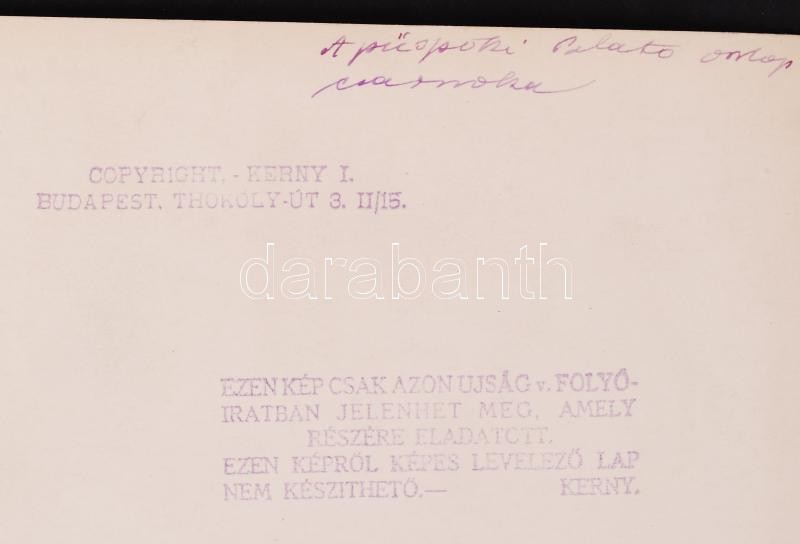 A püspöki Palota oszlop
csarnoka
COPYRIGHT. - KERNY I.
BUDAPEST. THÖKÖLY-ÚT 3. II/15.
darabanth
EZEN KÉP CSAK AZON UJSÁG v. FOLYÓ-
IRATBAN JELENHET MEG, AMELY
RÉSZÉRE ELADATOTT.
EZEN KÉPRŐL KÉPES LEVELEZŐ LAP
NEM KÉSZITHETŐ.— KERNY.